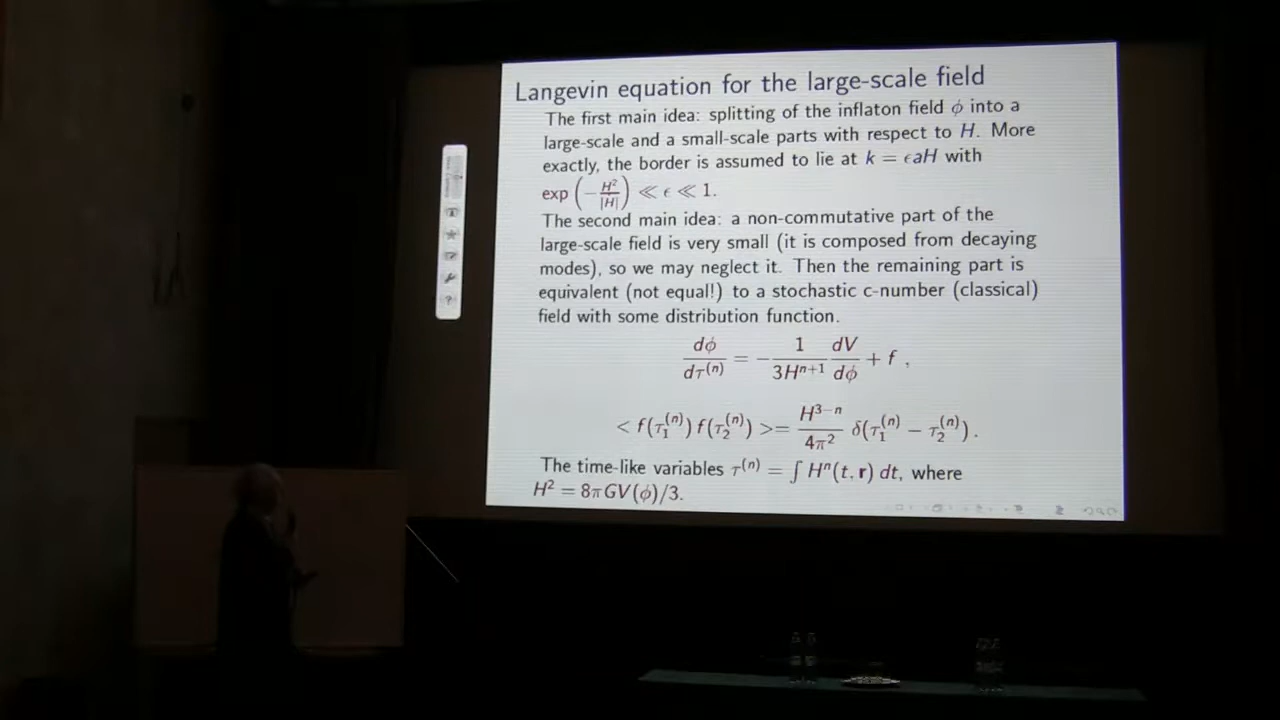 Langevin equation for the large-scale field
The first main idea: splitting of the inflaton field ϕ into a
large-scale and a small-scale parts with respect to H. More
exactly, the border is assumed to lie at k = ϵaH with
exp (−H²/|Ḣ|) ≪ ϵ ≪ 1.
The second main idea: a non-commutative part of the
large-scale field is very small (it is composed from decaying
modes), so we may neglect it. Then the remaining part is
equivalent (not equal!) to a stochastic c-number (classical)
field with some distribution function.
dϕ/dτ⁽ⁿ⁾ = − 1/3Hⁿ⁺¹ dV/dϕ + f ,
< f(τ₁⁽ⁿ⁾) f(τ₂⁽ⁿ⁾) >= H³⁻ⁿ/4π² δ(τ₁⁽ⁿ⁾ − τ₂⁽ⁿ⁾) .
The time-like variables τ⁽ⁿ⁾ = ∫ Hⁿ(t, r) dt, where
H² = 8πGV(ϕ)/3.